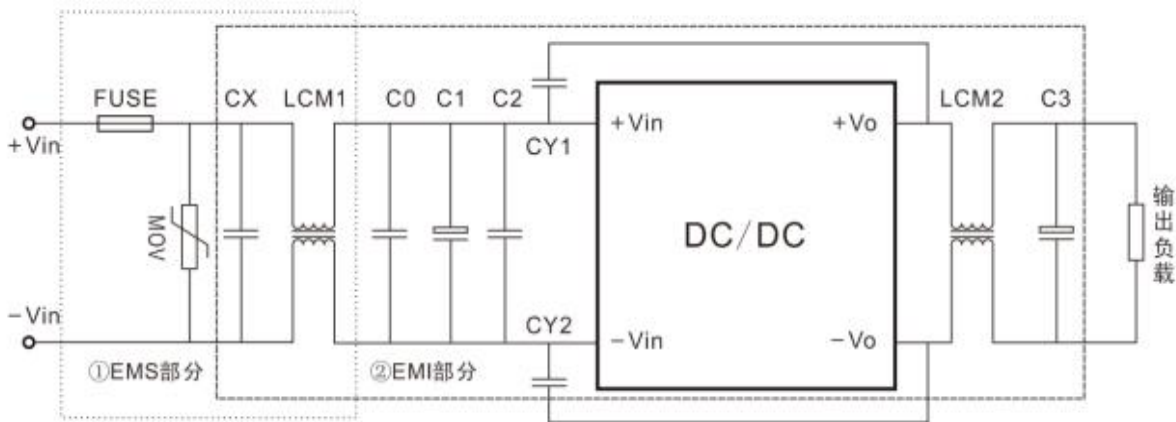 FUSE
CX
LCM1
C0
C1
C2
LCM2
C3
+Vin
CY1
+Vin
+Vo
MOV
DC/DC
输出负载
-Vin
CY2
-Vin
-Vo
①EMS部分
②EMI部分